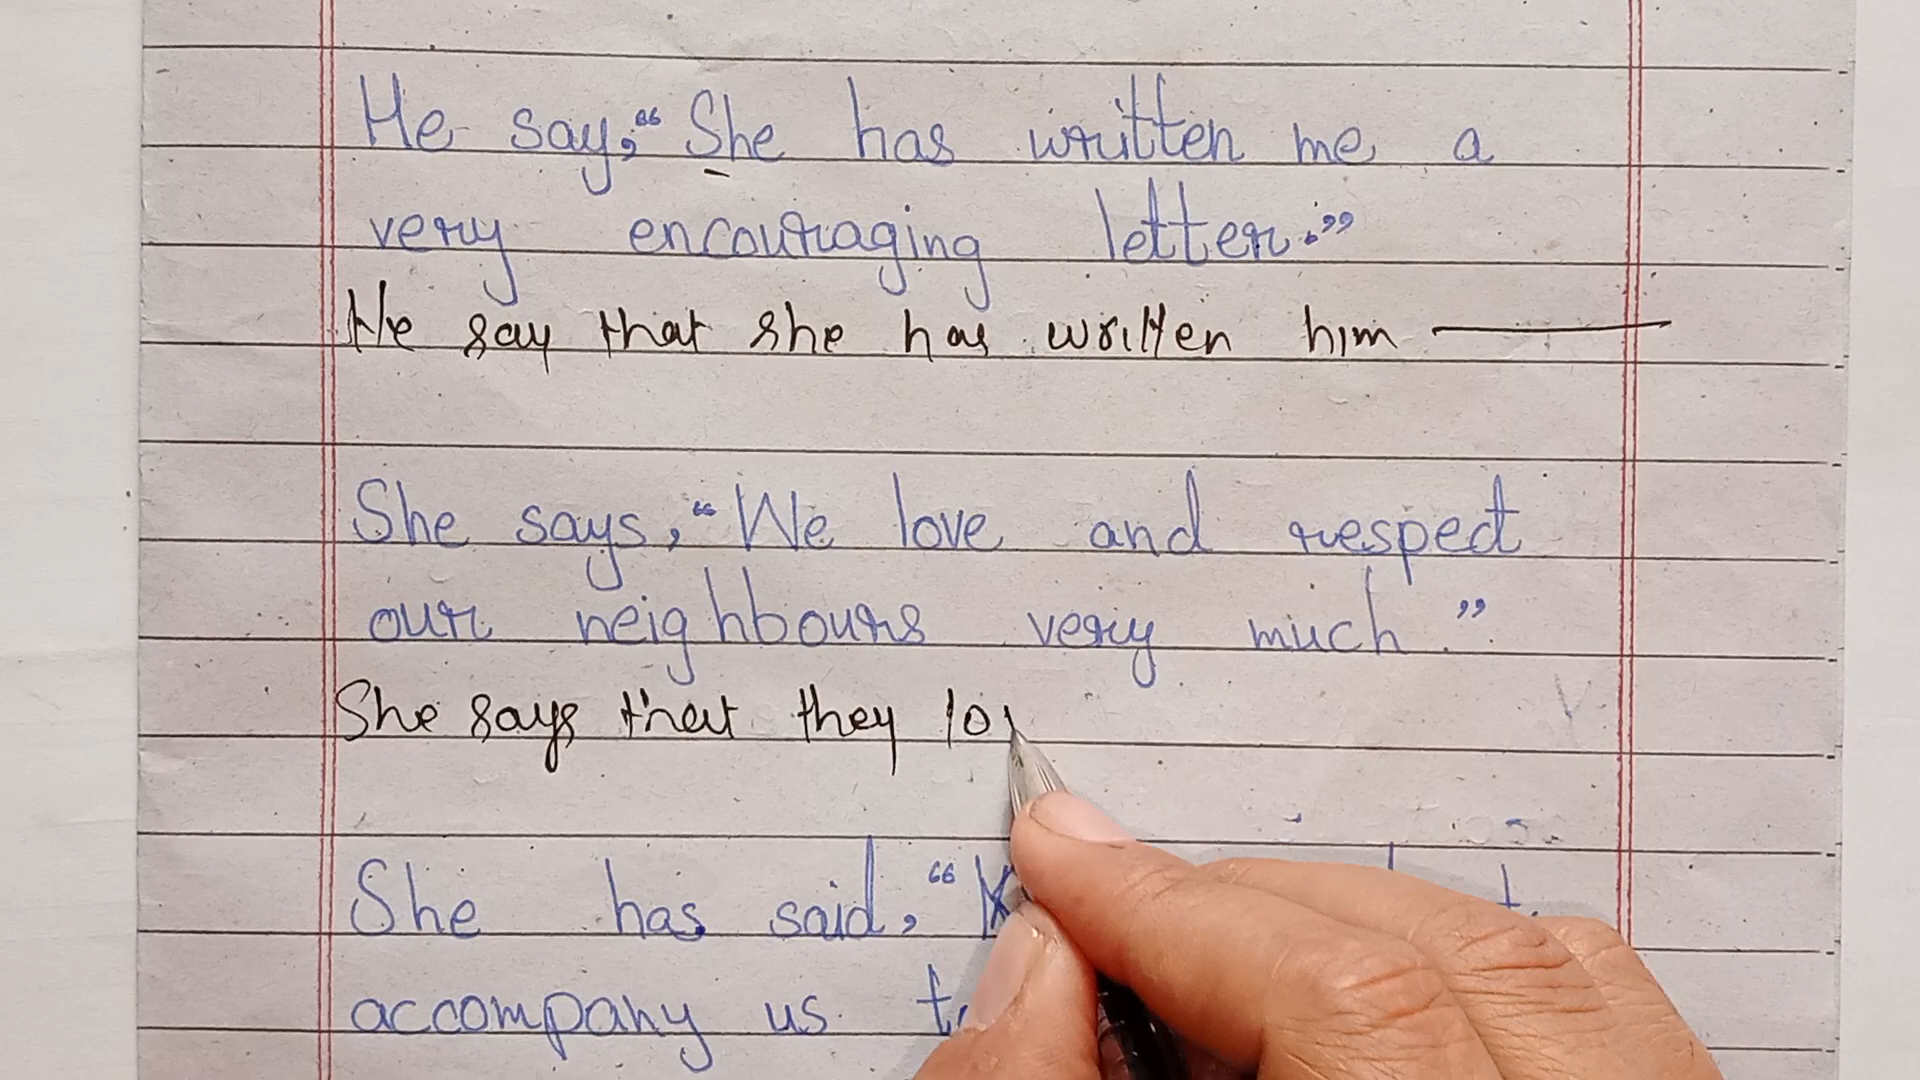 He say, “She has written me a
very encouraging letter.”
He say that she has written him
She says, “We love and respect
our neighbours very much.”
She says that they lov
She has said, “
accompany us